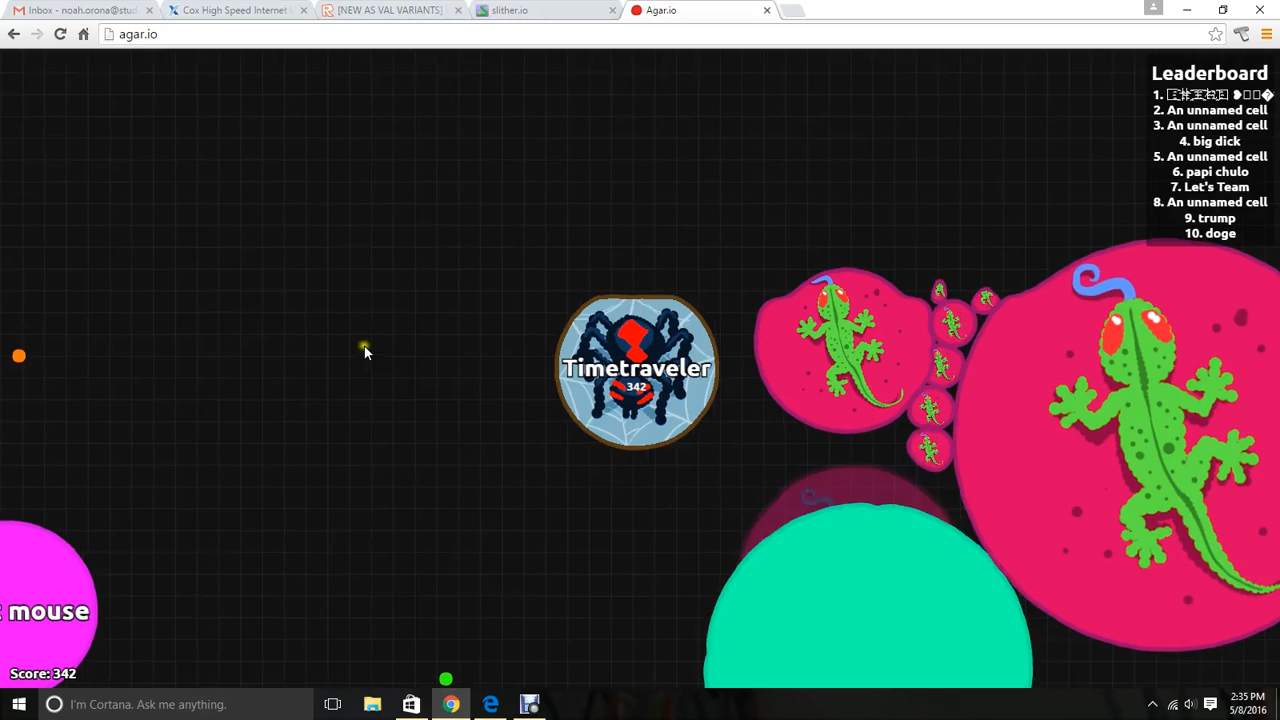 Inbox - noah.orona@stud
Cox High Speed Internet
[NEW AS VAL VARIANTS]
slither.io
Agar.io
agar.io
Leaderboard
1.
2. An unnamed cell
3. An unnamed cell
4. big dick
5. An unnamed cell
6. papi chulo
7. Let's Team
8. An unnamed cell
9. trump
10. doge
Timetraveler
342
mouse
Score: 342
I'm Cortana. Ask me anything.
2:35 PM
5/8/2016